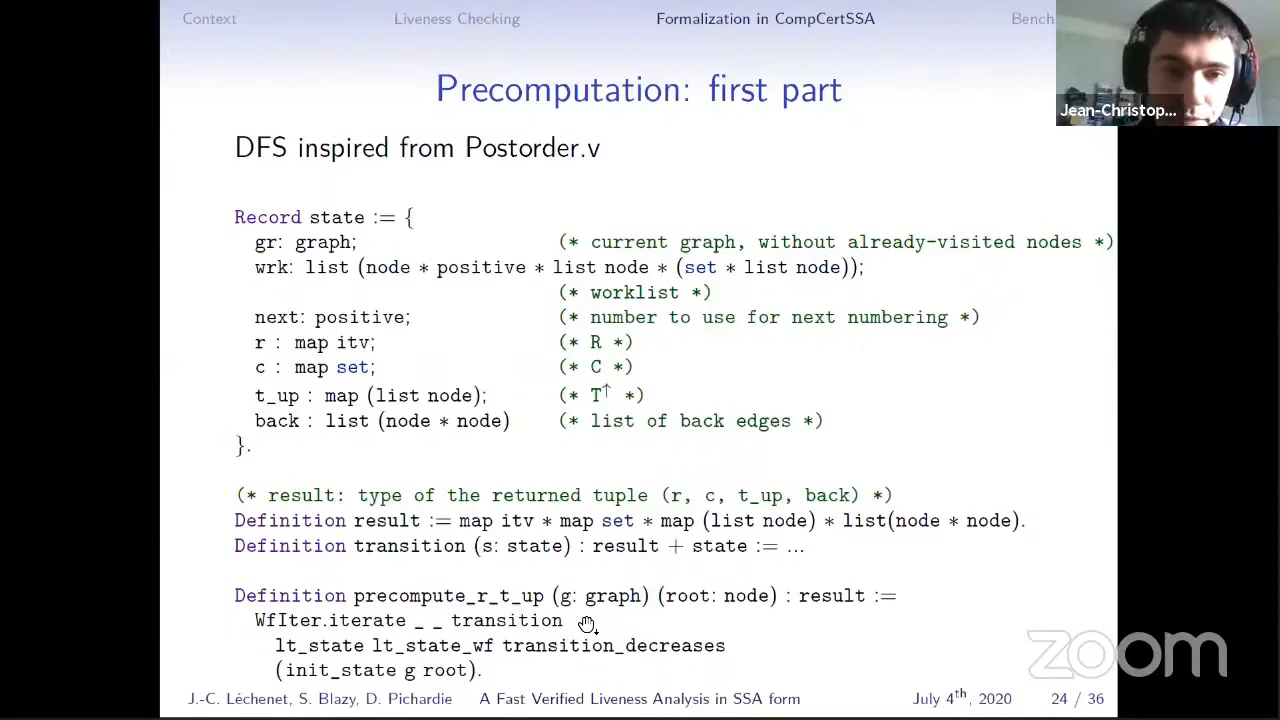 Context Liveness Checking Formalization in CompCertSSA Bench
Precomputation: first part
Jean-Christop...
DFS inspired from Postorder.v
Record state := {
gr: graph; (* current graph, without already-visited nodes *)
wrk: list (node * positive * list node * (set * list node));
(* worklist *)
next: positive; (* number to use for next numbering *)
r : map itv; (* R *)
c : map set; (* C *)
t_up : map (list node); (* T↑ *)
back : list (node * node) (* list of back edges *)
}.
(* result: type of the returned tuple (r, c, t_up, back) *)
Definition result := map itv * map set * map (list node) * list(node * node).
Definition transition (s: state) : result + state := ...
Definition precompute_r_t_up (g: graph) (root: node) : result :=
WfIter.iterate _ _ transition
lt_state lt_state_wf transition_decreases
(init_state g root).
zoom
J.-C. Léchenet, S. Blazy, D. Pichardie A Fast Verified Liveness Analysis in SSA form July 4th, 2020 24 / 36